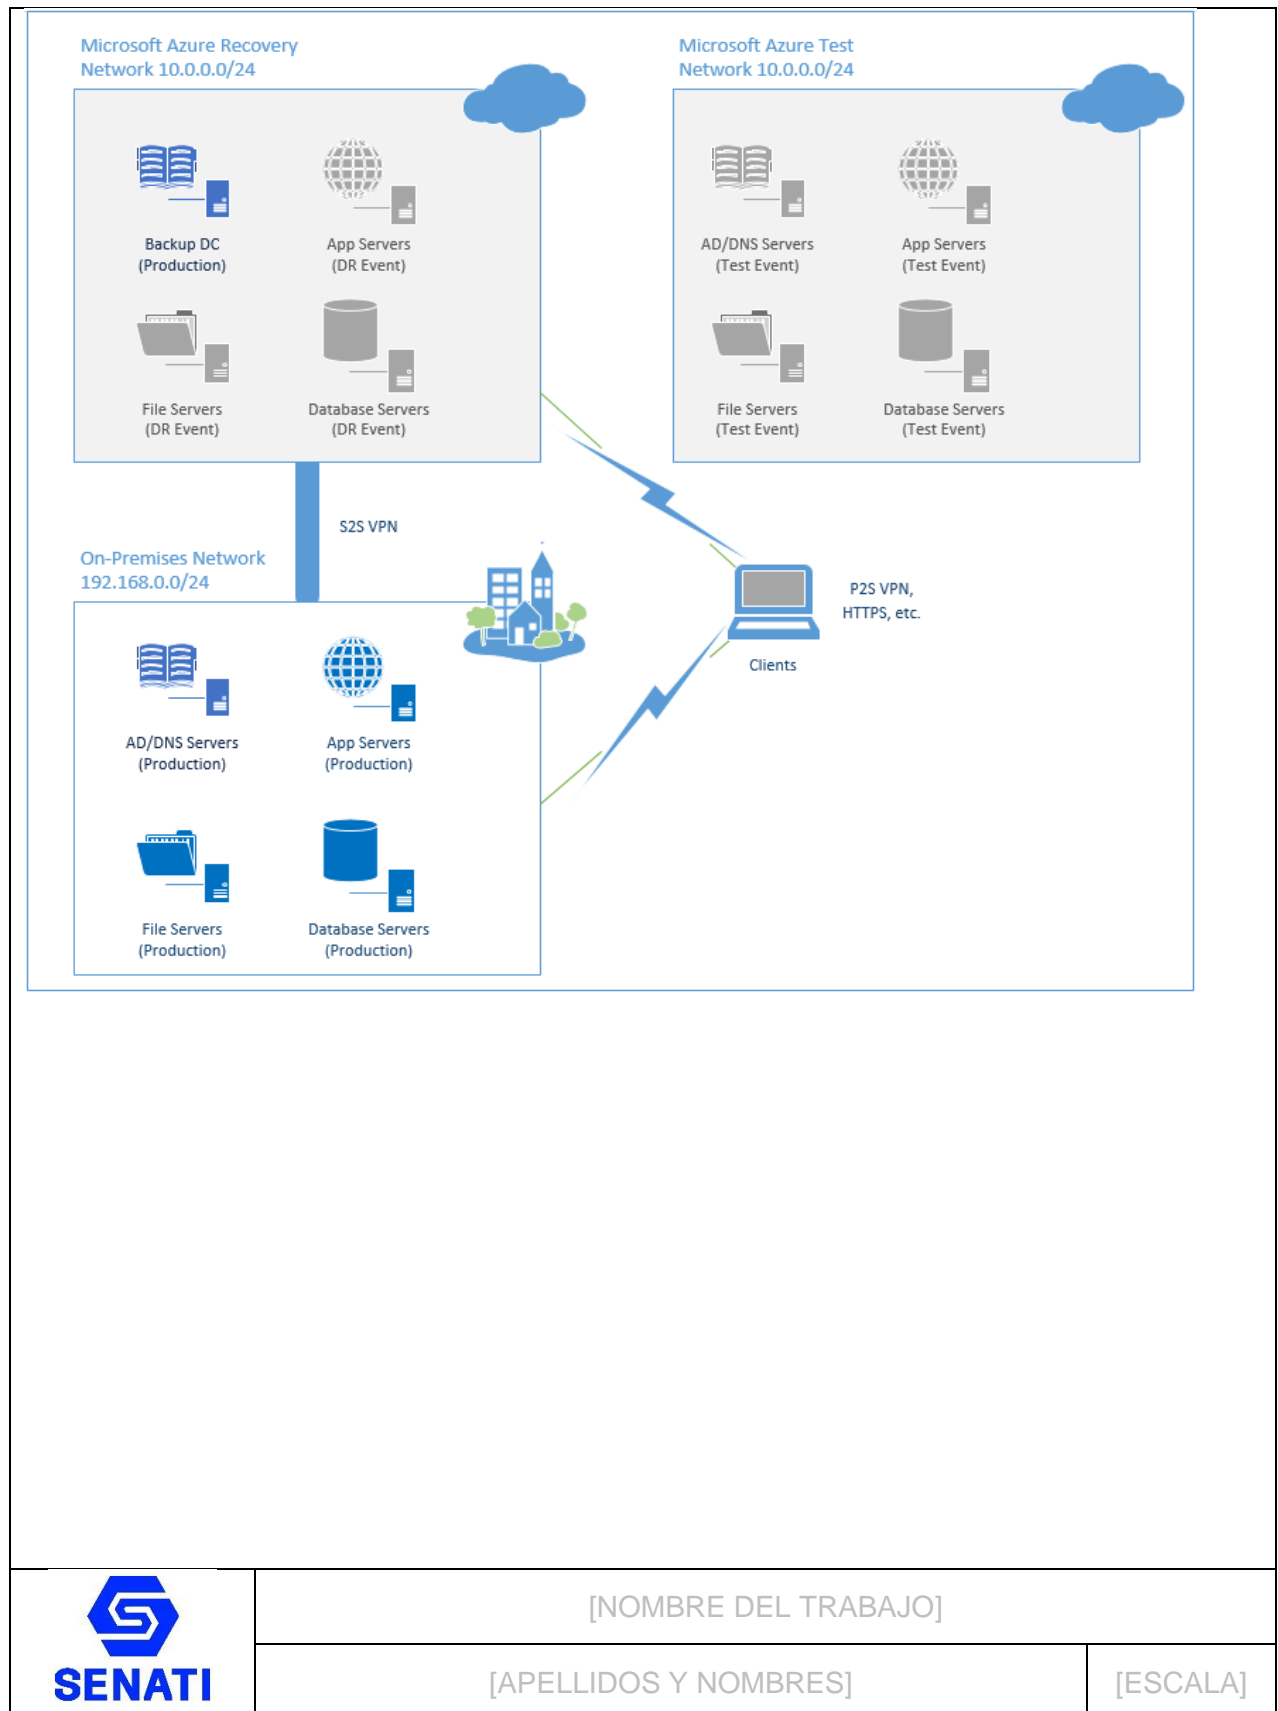 Microsoft Azure Recovery
Network 10.0.0.0/24
Backup DC
(Production)
App Servers
(DR Event)
File Servers
(DR Event)
Database Servers
(DR Event)
Microsoft Azure Test
Network 10.0.0.0/24
AD/DNS Servers
(Test Event)
App Servers
(Test Event)
File Servers
(Test Event)
Database Servers
(Test Event)
S2S VPN
On-Premises Network
192.168.0.0/24
AD/DNS Servers
(Production)
App Servers
(Production)
File Servers
(Production)
Database Servers
(Production)
P2S VPN,
HTTPS, etc.
Clients
SENATI
[NOMBRE DEL TRABAJO]
[APELLIDOS Y NOMBRES]
[ESCALA]